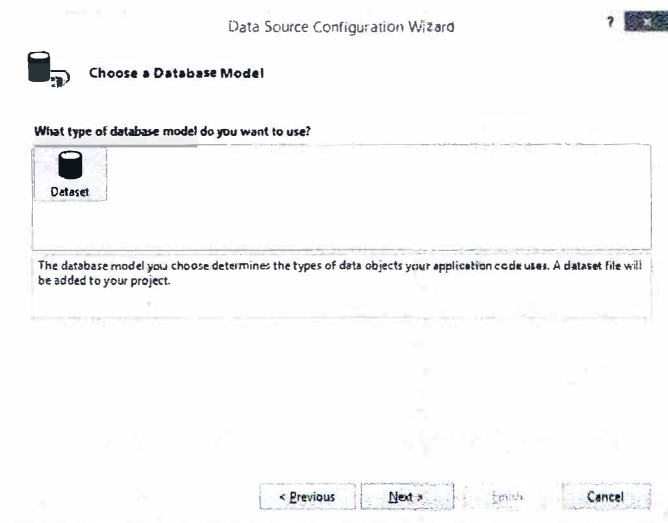 Data Source Configuration Wizard
?
Choose a Database Model
What type of database model do you want to use?
Dataset
The database model you choose determines the types of data objects your application code uses. A dataset file will
be added to your project.
< Previous
Next >
Finish
Cancel